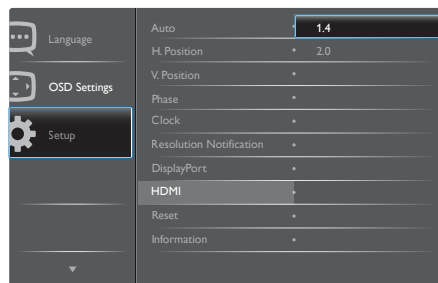 Language
OSD Settings
Setup
Auto
H. Position
V. Position
Phase
Clock
Resolution Notification
DisplayPort
HDMI
Reset
Information
1.4
2.0